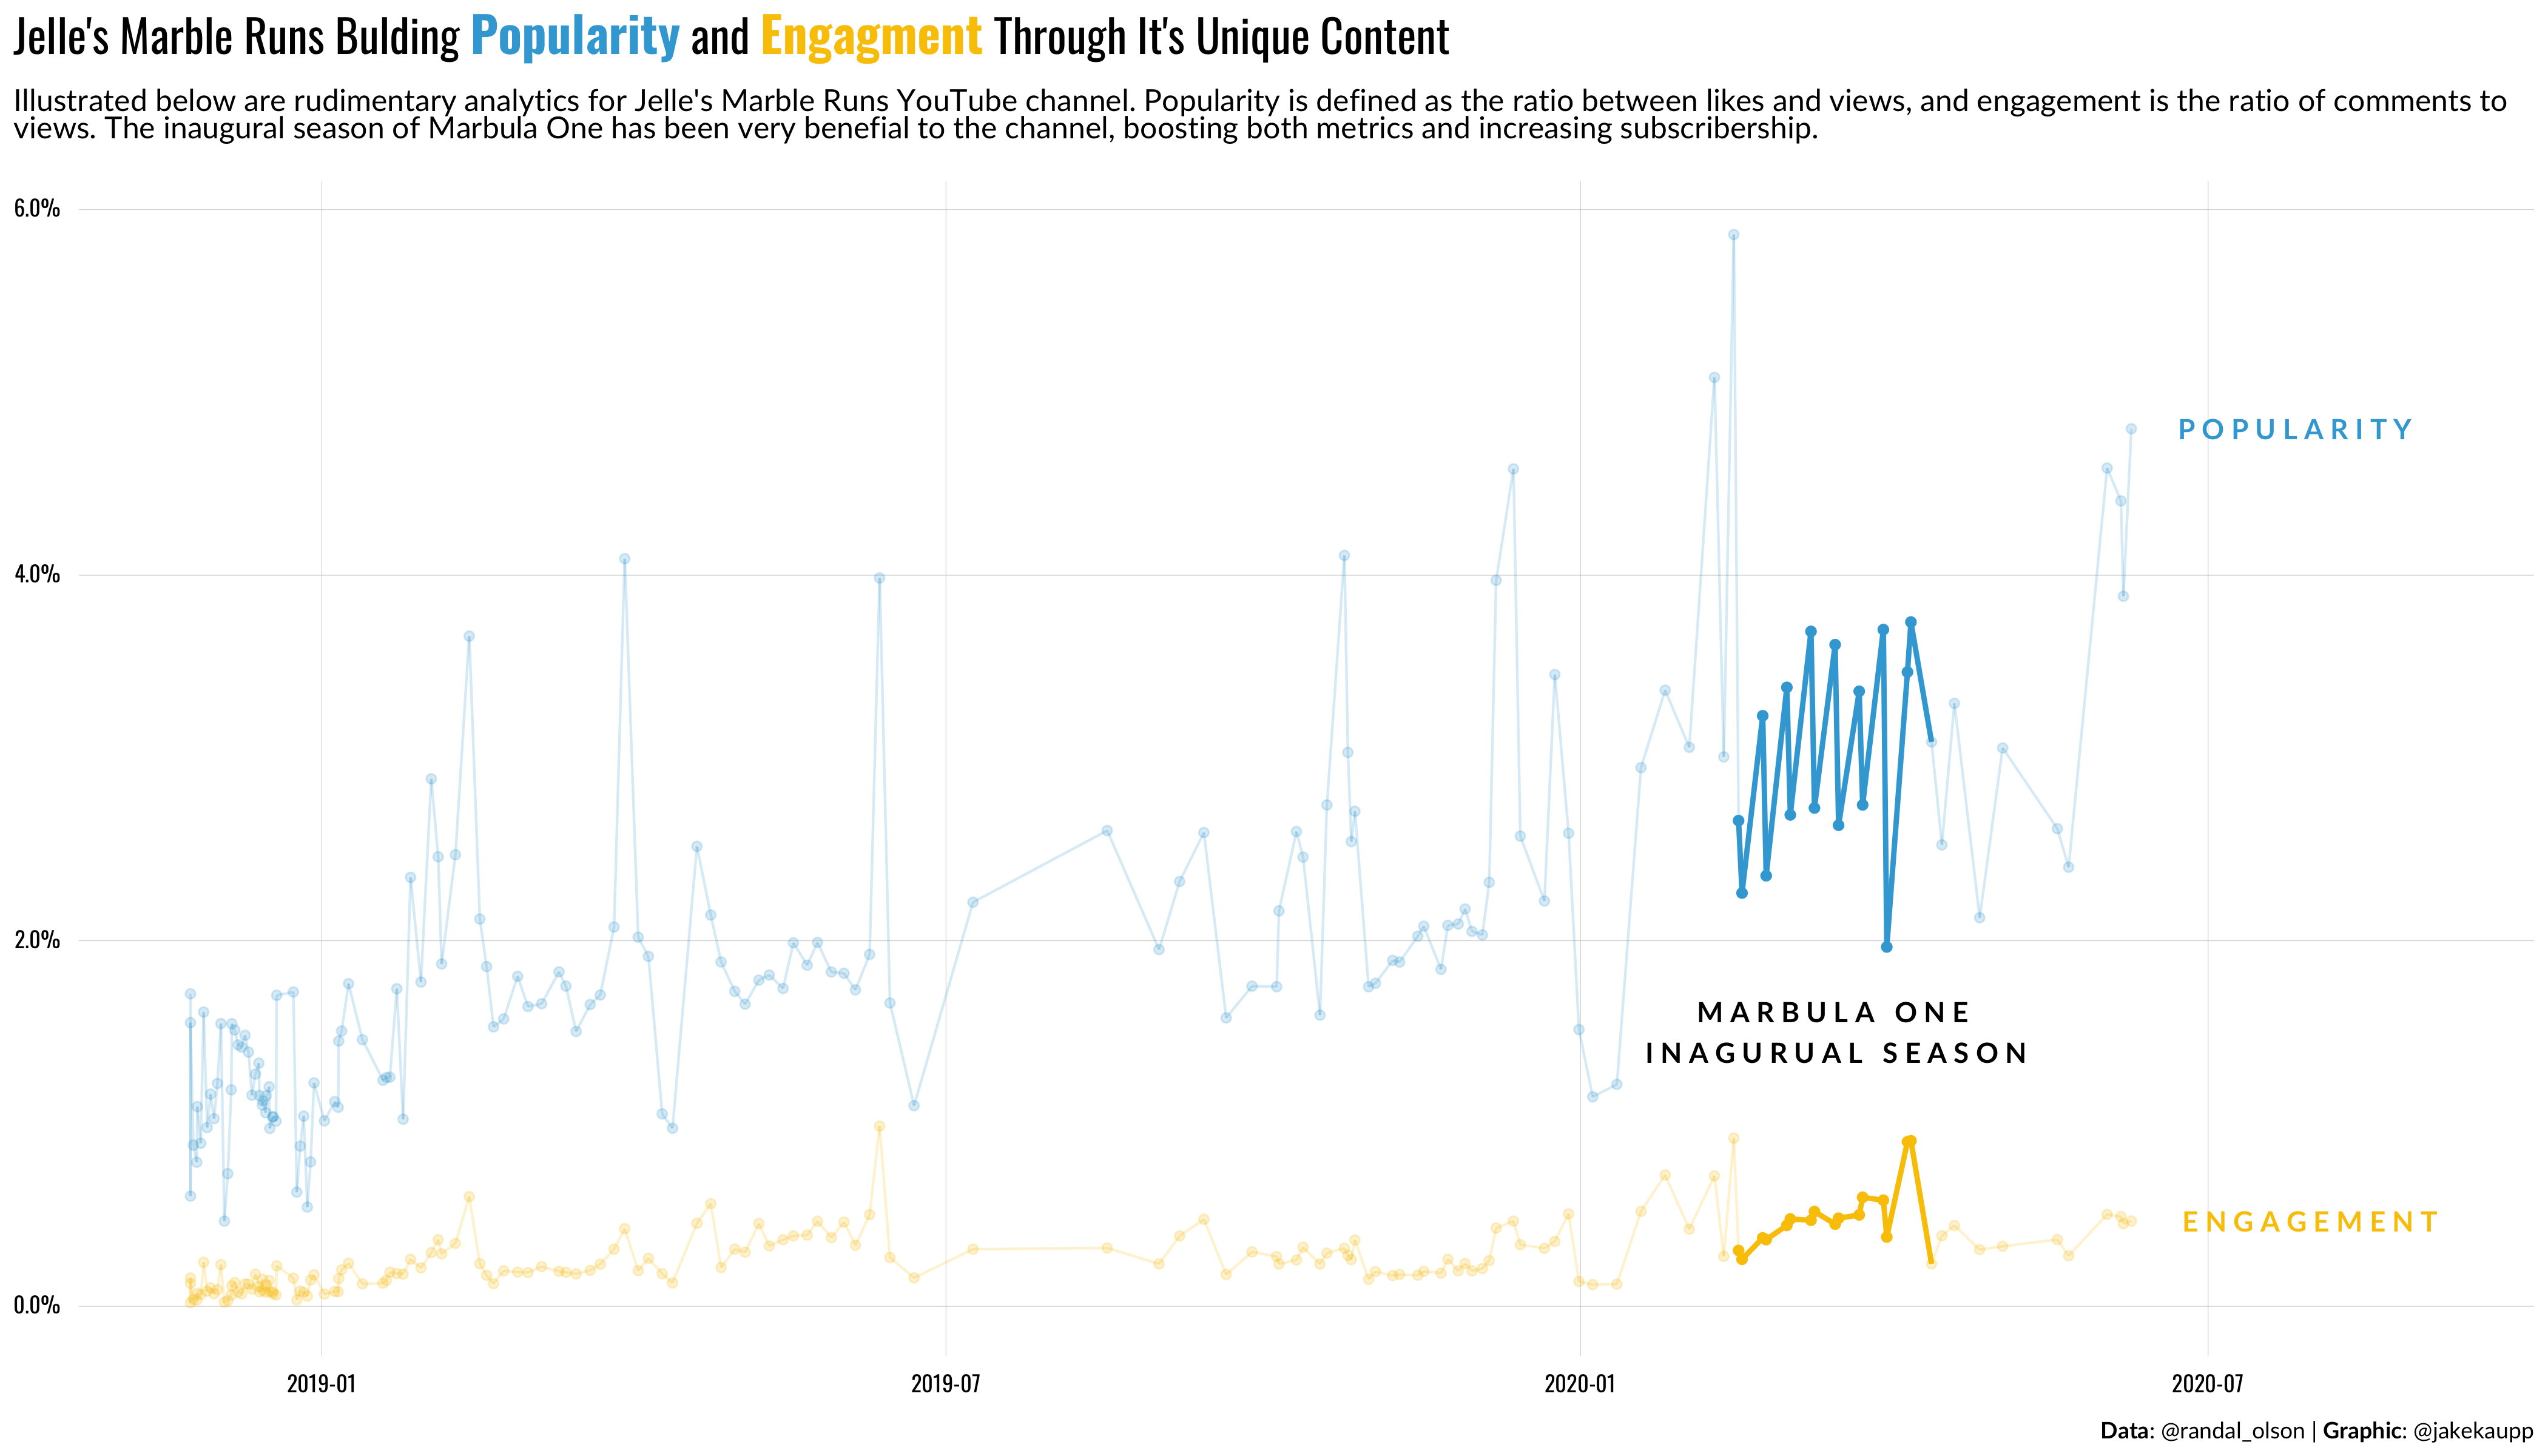 Jelle's Marble Runs Bulding Popularity and Engagment Through It's Unique Content
Illustrated below are rudimentary analytics for Jelle's Marble Runs YouTube channel. Popularity is defined as the ratio between likes and views, and engagement is the ratio of comments to
views. The inaugural season of Marbula One has been very benefial to the channel, boosting both metrics and increasing subscribership.
6.0%
POPULARITY
4.0%
2.0%
MARBULA ONE
INAGURUAL SEASON
ENGAGEMENT
0.0%
2019-01 2019-07 2020-01 2020-07
Data: @randal_olson | Graphic: @jakekaupp